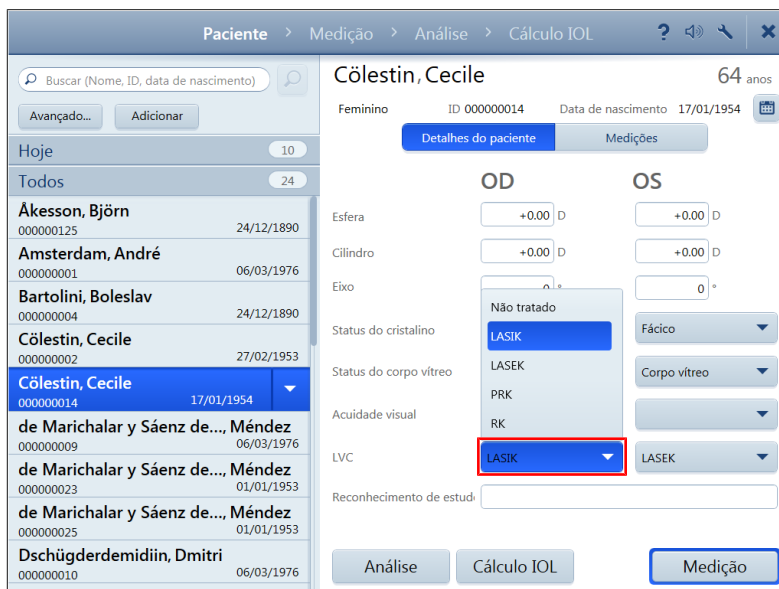 Paciente > Medição > Análise > Cálculo IOL ?
Buscar (Nome, ID, data de nascimento)
Avançado... Adicionar
Hoje 10
Todos 24
Åkesson, Björn
000000125 24/12/1890
Amsterdam, André
000000001 06/03/1976
Bartolini, Boleslav
000000004 24/12/1890
Cölestin, Cecile
000000002 27/02/1953
Cölestin, Cecile
000000014 17/01/1954
de Marichalar y Sáenz de..., Méndez
000000009 06/03/1976
de Marichalar y Sáenz de..., Méndez
000000023 01/01/1953
de Marichalar y Sáenz de..., Méndez
000000025 01/01/1953
Dschügderdemidiin, Dmitri
000000010 06/03/1976
Cölestin, Cecile 64 anos
Feminino ID 000000014 Data de nascimento 17/01/1954
Detalhes do paciente Medições
OD OS
Esfera +0.00 D +0.00 D
Cilindro +0.00 D +0.00 D
Eixo 0 ° 0 °
Não tratado
Status do cristalino LASIK Fácico
Status do corpo vítreo LASEK Corpo vítreo
PRK
Acuidade visual
RK
LVC LASIK LASEK
Reconhecimento de estud
Análise Cálculo IOL Medição